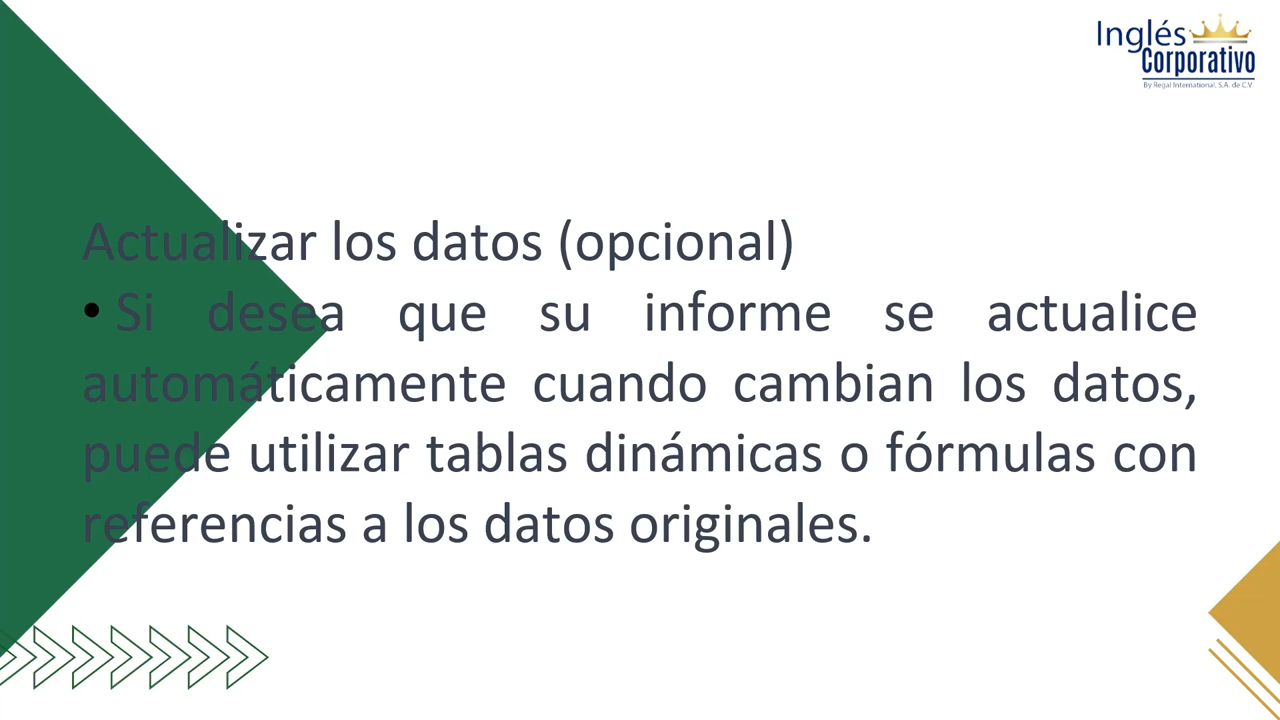 Inglés
Corporativo
By Regal International, S.A. de C.V.
Actualizar los datos (opcional)
• Si desea que su informe se actualice
automáticamente cuando cambian los datos,
puede utilizar tablas dinámicas o fórmulas con
referencias a los datos originales.